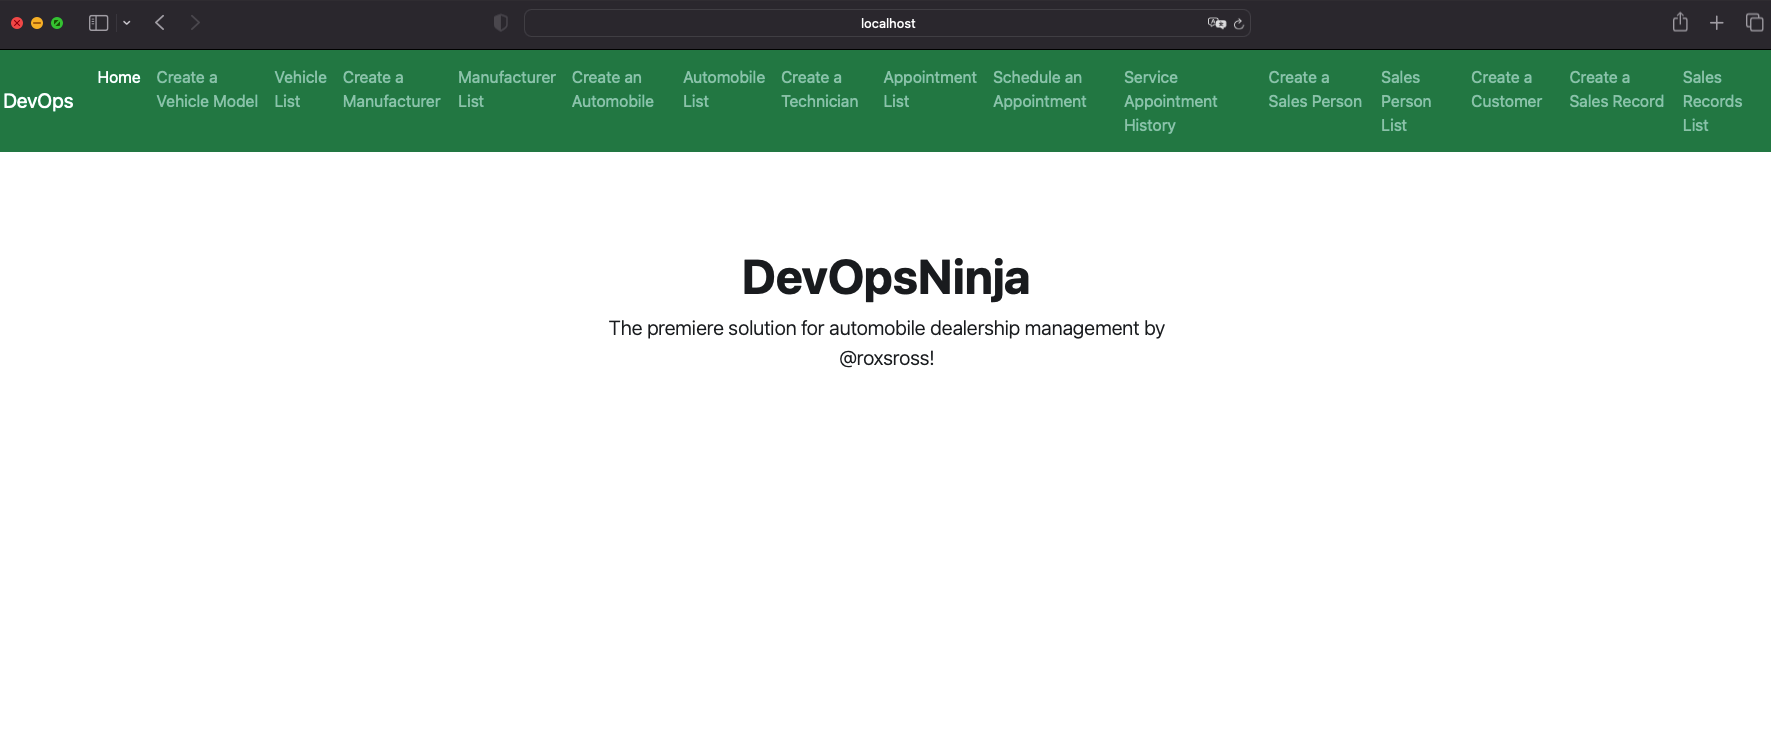 localhost
DevOps
Home
Create a
Vehicle Model
Vehicle
List
Create a
Manufacturer
Manufacturer
List
Create an
Automobile
Automobile
List
Create a
Technician
Appointment
List
Schedule an
Appointment
Service
Appointment
History
Create a
Sales Person
Sales
Person
List
Create a
Customer
Create a
Sales Record
Sales
Records
List
DevOpsNinja
The premiere solution for automobile dealership management by
@roxsross!